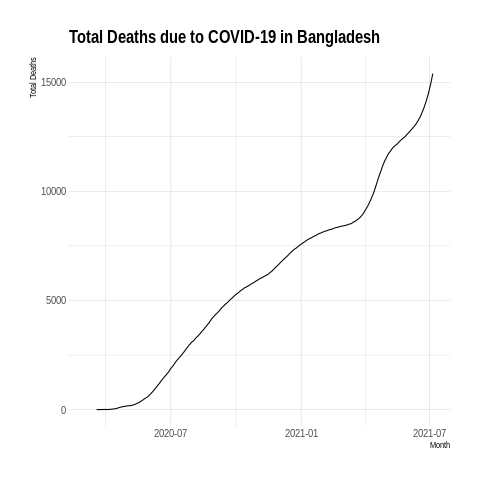 Total Deaths due to COVID-19 in Bangladesh
Total Deaths
15000
10000
5000
0
2020-07 2021-01 2021-07
Month